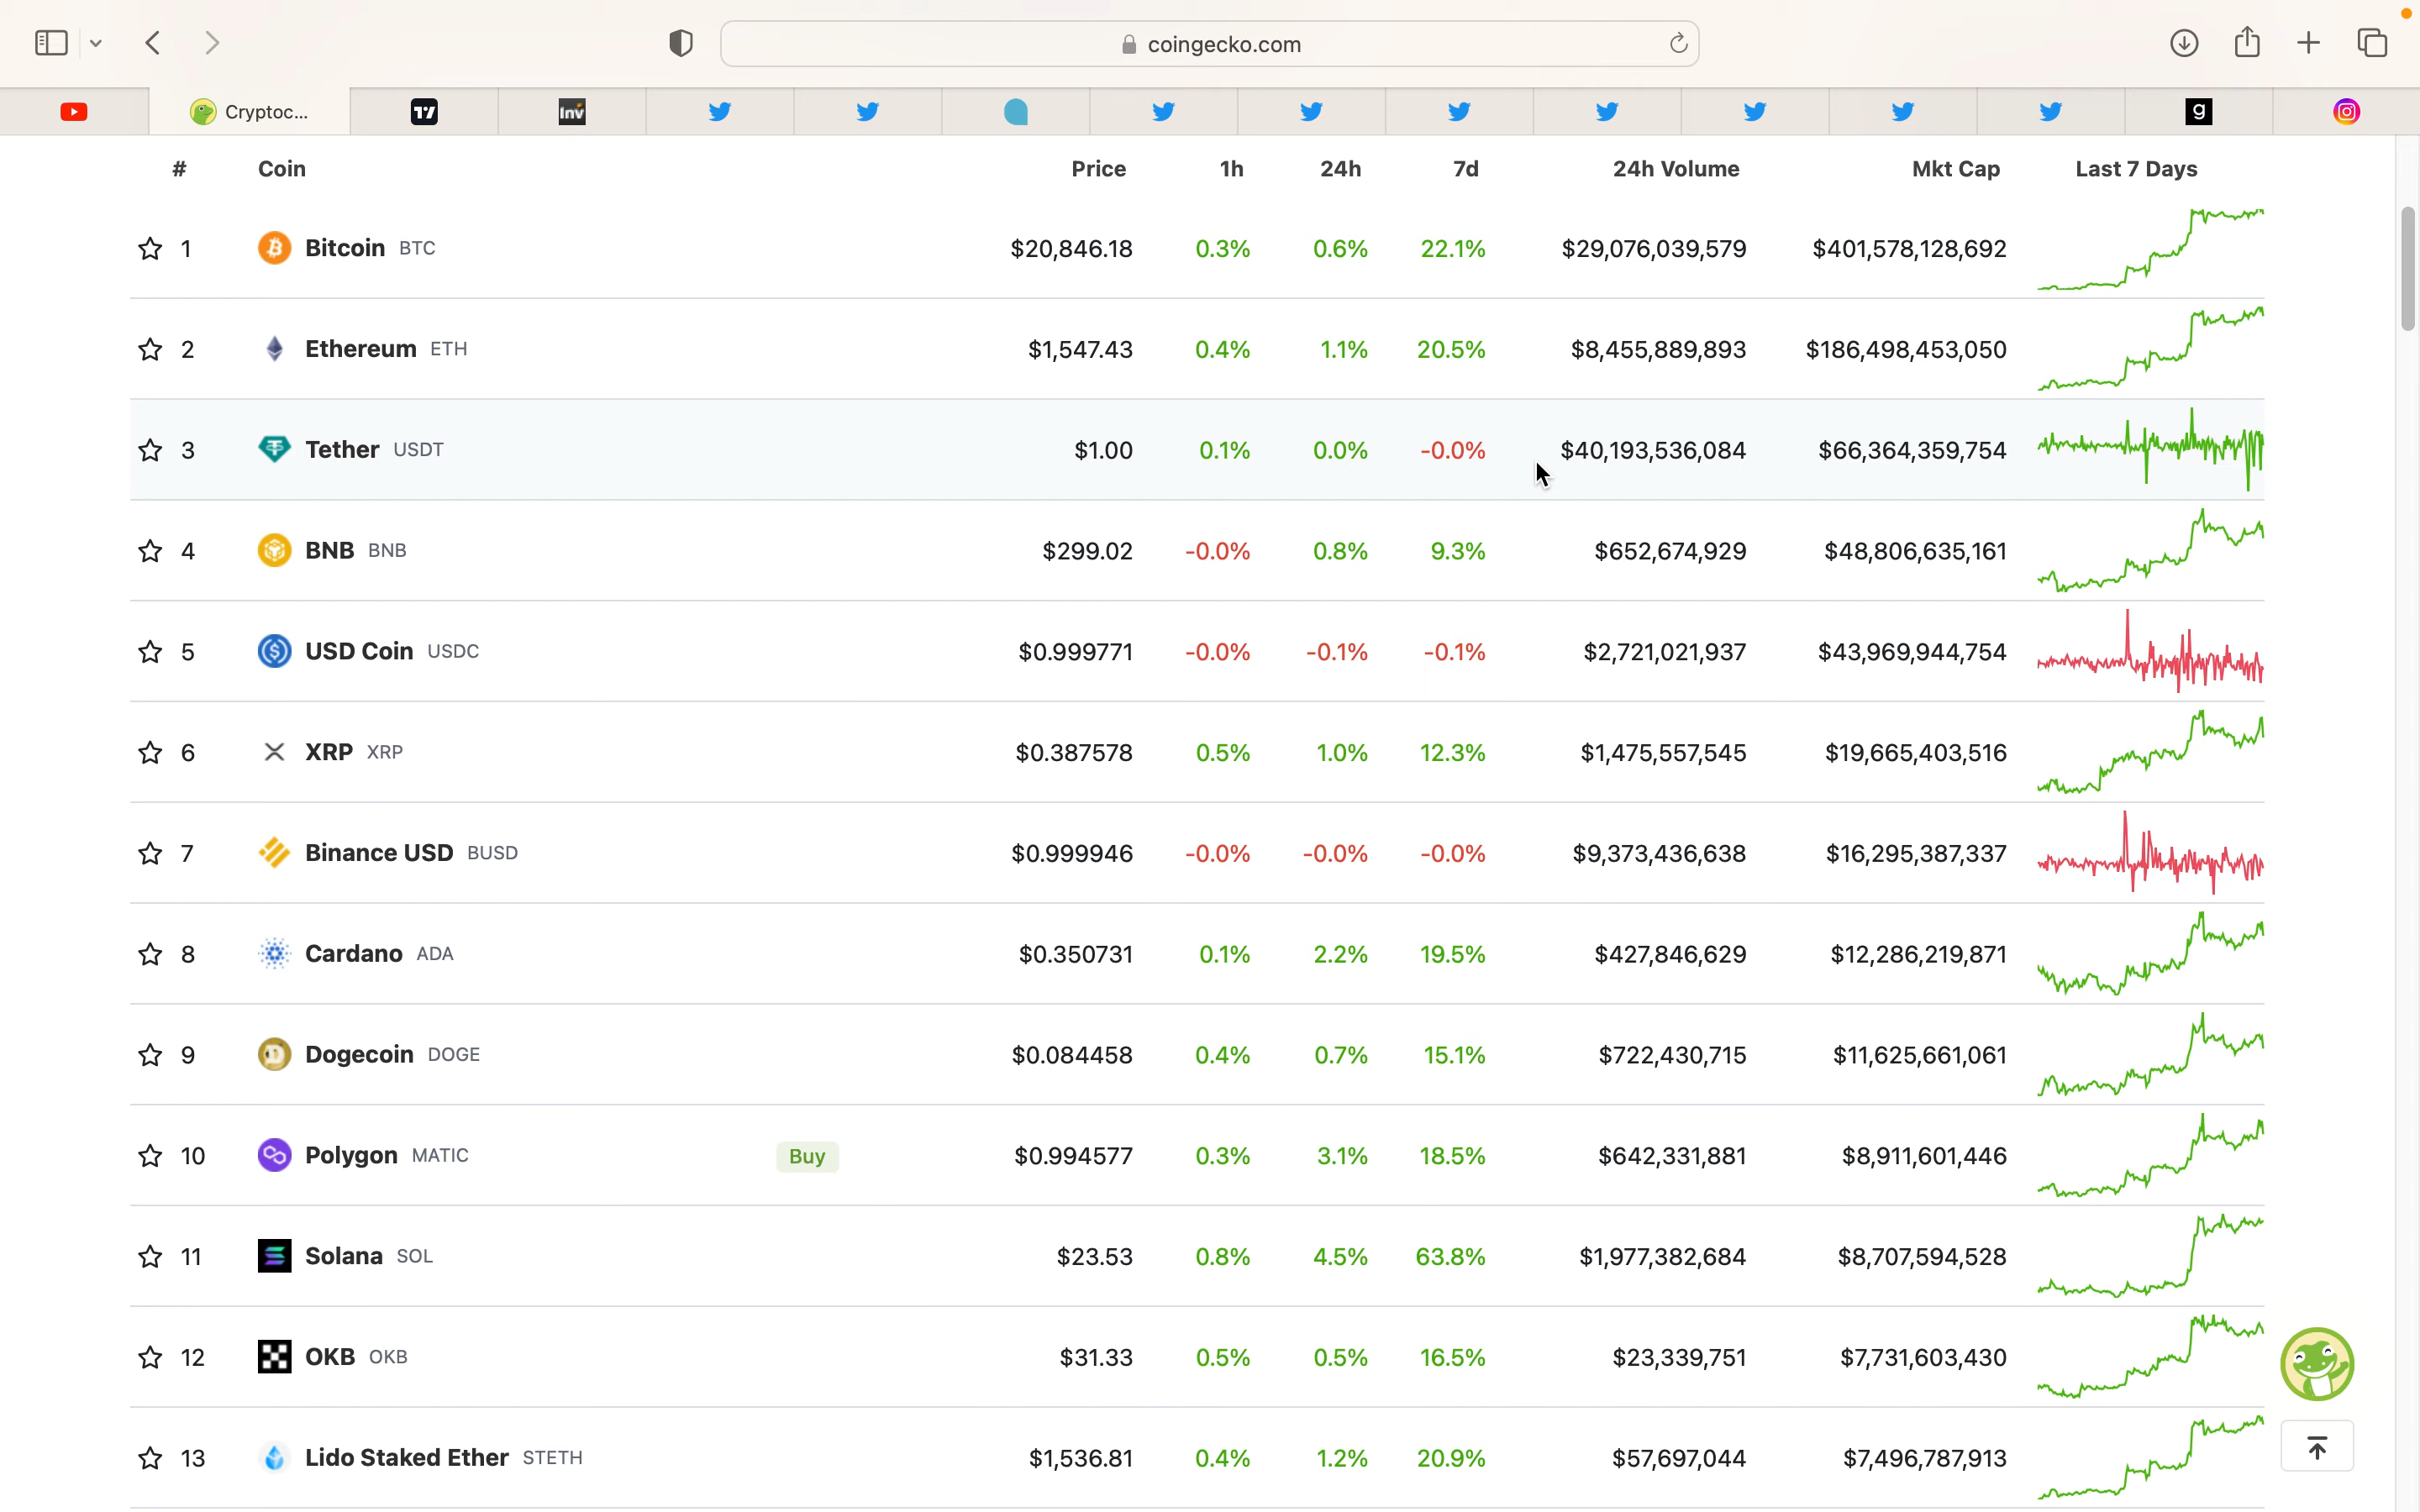 coingecko.com
Cryptoc...
Inv
g
# Coin Price 1h 24h 7d 24h Volume Mkt Cap Last 7 Days
1 Bitcoin BTC $20,846.18 0.3% 0.6% 22.1% $29,076,039,579 $401,578,128,692
2 Ethereum ETH $1,547.43 0.4% 1.1% 20.5% $8,455,889,893 $186,498,453,050
3 Tether USDT $1.00 0.1% 0.0% -0.0% $40,193,536,084 $66,364,359,754
4 BNB BNB $299.02 -0.0% 0.8% 9.3% $652,674,929 $48,806,635,161
5 USD Coin USDC $0.999771 -0.0% -0.1% -0.1% $2,721,021,937 $43,969,944,754
6 XRP XRP $0.387578 0.5% 1.0% 12.3% $1,475,557,545 $19,665,403,516
7 Binance USD BUSD $0.999946 -0.0% -0.0% -0.0% $9,373,436,638 $16,295,387,337
8 Cardano ADA $0.350731 0.1% 2.2% 19.5% $427,846,629 $12,286,219,871
9 Dogecoin DOGE $0.084458 0.4% 0.7% 15.1% $722,430,715 $11,625,661,061
10 Polygon MATIC Buy $0.994577 0.3% 3.1% 18.5% $642,331,881 $8,911,601,446
11 Solana SOL $23.53 0.8% 4.5% 63.8% $1,977,382,684 $8,707,594,528
12 OKB OKB $31.33 0.5% 0.5% 16.5% $23,339,751 $7,731,603,430
13 Lido Staked Ether STETH $1,536.81 0.4% 1.2% 20.9% $57,697,044 $7,496,787,913